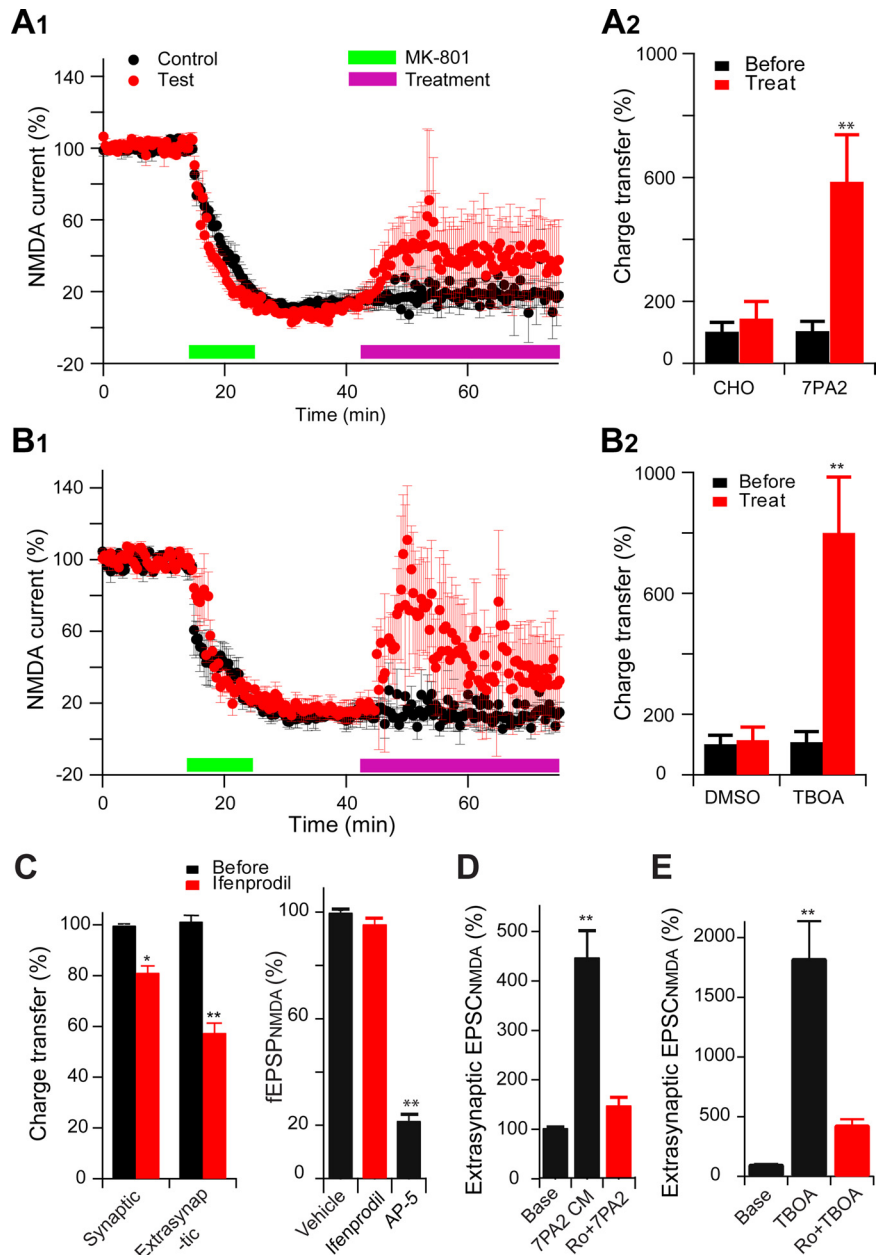 A1
Control
Test
MK-801
Treatment
NMDA current (%)
140
100
60
20
-20
0
20
40
60
Time (min)
A2
Before
Treat
**
Charge transfer (%)
1000
600
200
0
CHO
7PA2
B1
NMDA current (%)
140
100
60
20
-20
0
20
40
60
Time (min)
B2
Before
Treat
**
Charge transfer (%)
1000
600
200
0
DMSO
TBOA
C
Before
Ifenprodil
Charge transfer (%)
100
80
60
40
20
0
*
**
Synaptic
Extrasynap
-tic
fEPSPNMDA (%)
100
60
20
0
**
Vehicle
Ifenprodil
AP-5
D
Extrasynaptic EPSCNMDA (%)
500
400
300
200
100
0
**
Base
7PA2 CM
Ro+7PA2
E
Extrasynaptic EPSCNMDA (%)
2000
1500
1000
500
0
**
Base
TBOA
Ro+TBOA